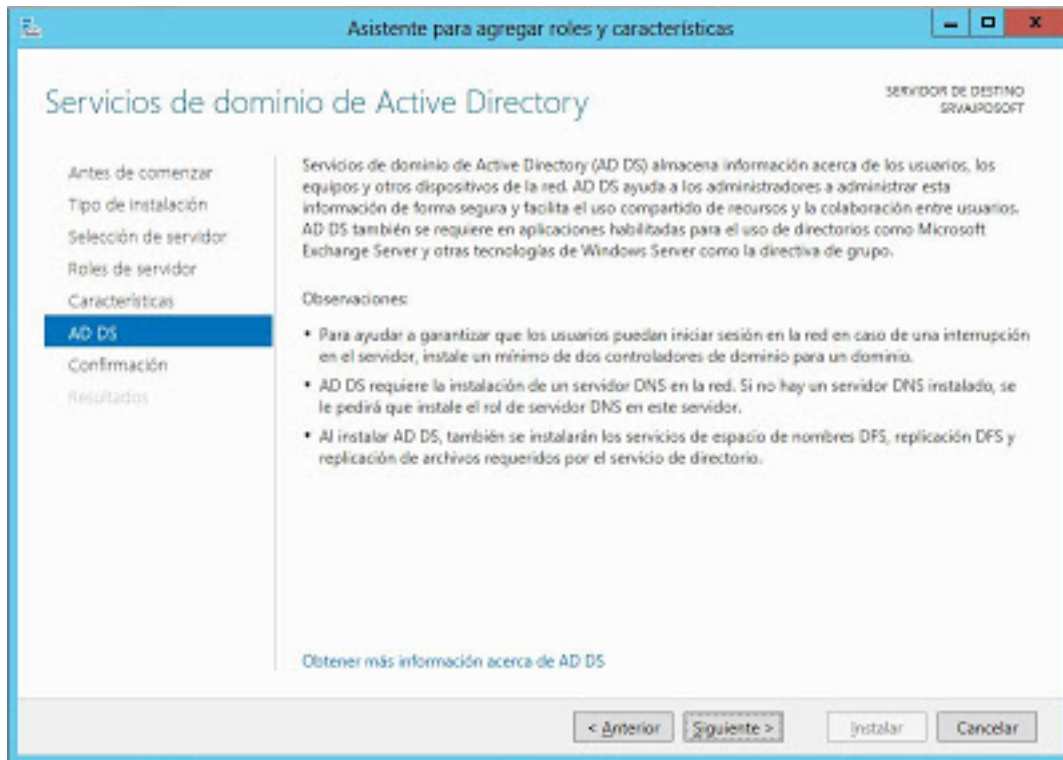 Asistente para agregar roles y características
Servicios de dominio de Active Directory
SERVIDOR DE DESTINO
SRVAJPDSOFT
Antes de comenzar
Tipo de instalación
Selección de servidor
Roles de servidor
Características
AD DS
Confirmación
Resultados
Servicios de dominio de Active Directory (AD DS) almacena información acerca de los usuarios, los
equipos y otros dispositivos de la red. AD DS ayuda a los administradores a administrar esta
información de forma segura y facilita el uso compartido de recursos y la colaboración entre usuarios.
AD DS también se requiere en aplicaciones habilitadas para el uso de directorios como Microsoft
Exchange Server y otras tecnologías de Windows Server como la directiva de grupo.
Observaciones:
• Para ayudar a garantizar que los usuarios puedan iniciar sesión en la red en caso de una interrupción
en el servidor, instale un mínimo de dos controladores de dominio para un dominio.
• AD DS requiere la instalación de un servidor DNS en la red. Si no hay un servidor DNS instalado, se
le pedirá que instale el rol de servidor DNS en este servidor.
• Al instalar AD DS, también se instalarán los servicios de espacio de nombres DFS, replicación DFS y
replicación de archivos requeridos por el servicio de directorio.
Obtener más información acerca de AD DS
< Anterior
Siguiente >
Instalar
Cancelar